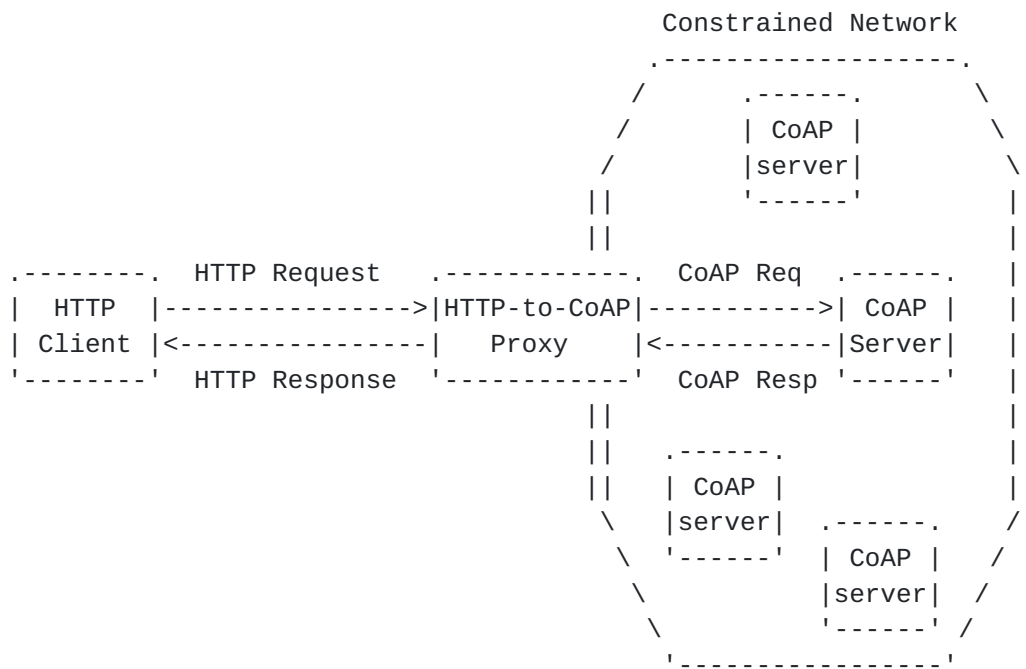 Constrained Network
CoAP
server
HTTP Request CoAP Req
HTTP HTTP-to-CoAP CoAP
Client Proxy Server
HTTP Response CoAP Resp
CoAP
server
CoAP
server